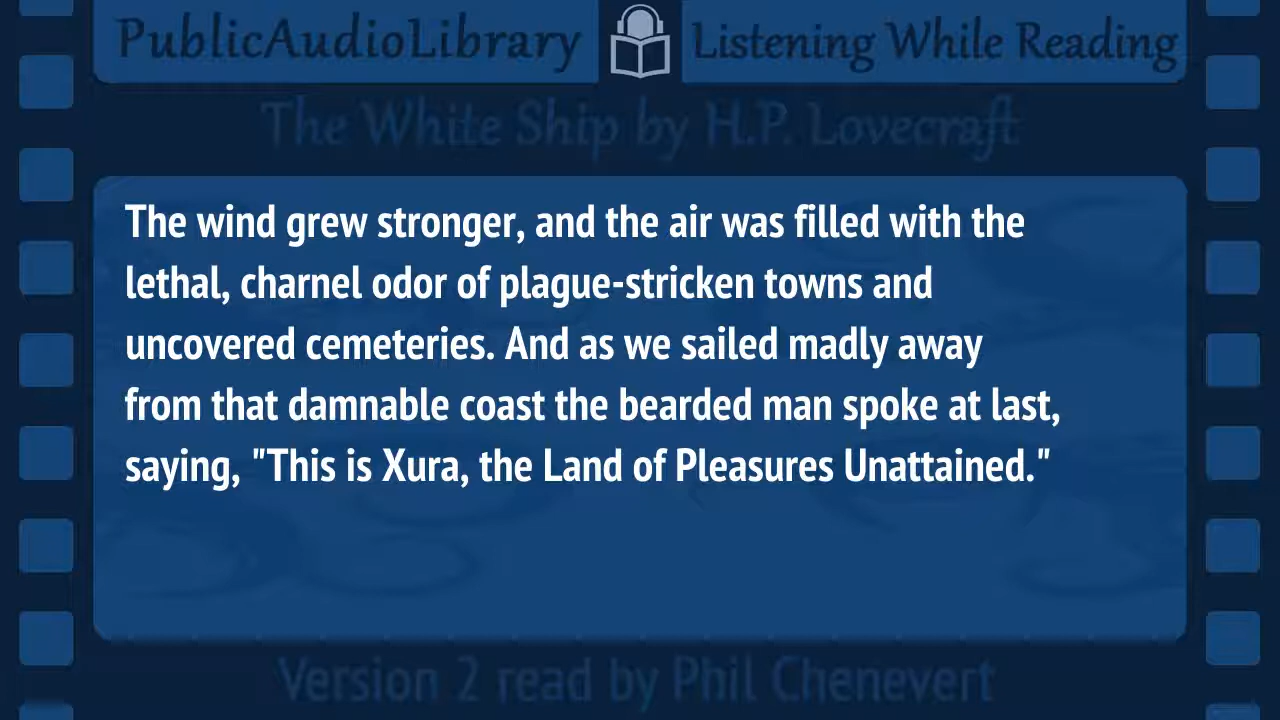 PublicAudioLibrary Listening While Reading
The White Ship by H.P. Lovecraft
The wind grew stronger, and the air was filled with the
lethal, charnel odor of plague-stricken towns and
uncovered cemeteries. And as we sailed madly away
from that damnable coast the bearded man spoke at last,
saying, "This is Xura, the Land of Pleasures Unattained."
Version 2 read by Phil Chenevert